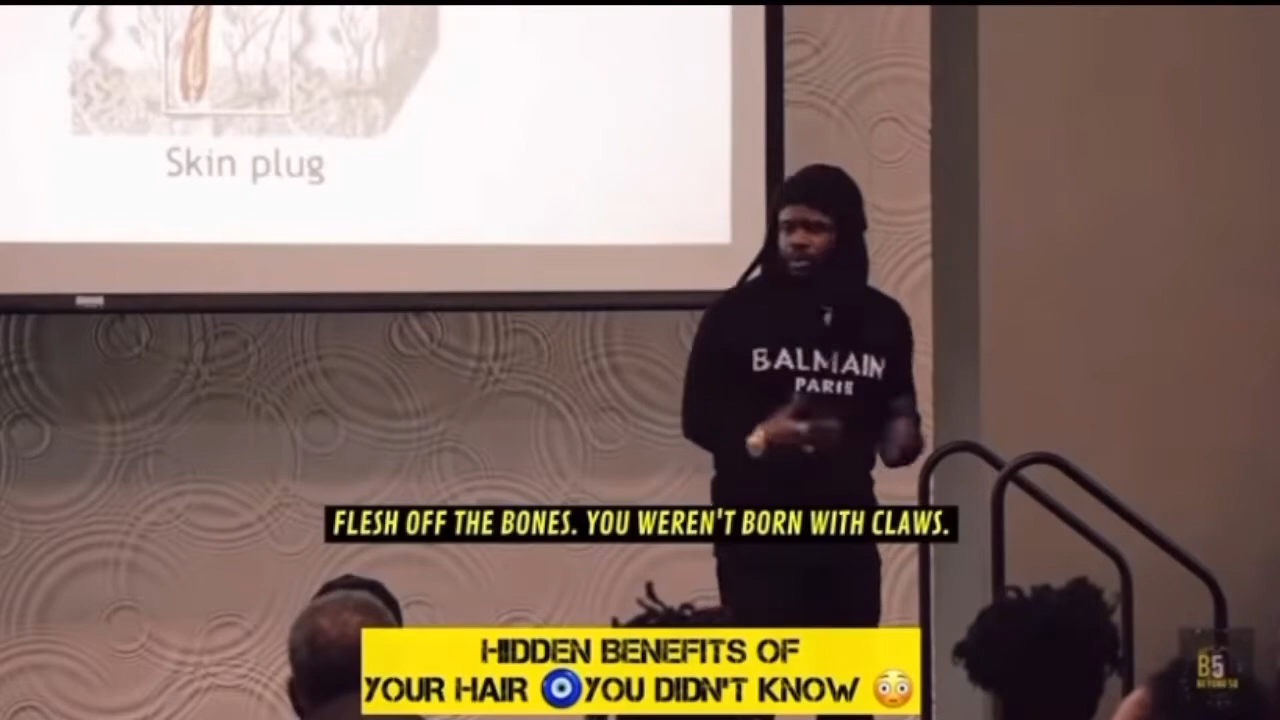 Skin plug
BALMAIN
PARIS
FLESH OFF THE BONES. YOU WEREN'T BORN WITH CLAWS.
HIDDEN BENEFITS OF
YOUR HAIR 🧿YOU DIDN'T KNOW 😳
B5